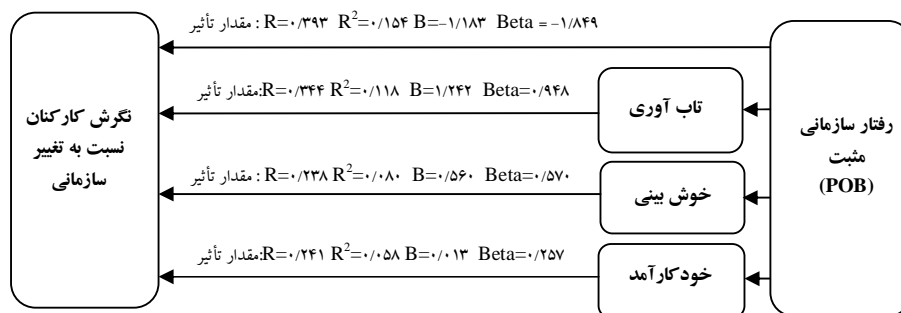 مقدار تأثیر : R=۰/۳۹۳ R²=۰/۱۵۴ B=-۱/۱۸۳ Beta = -۱/۸۴۹
مقدار تأثیر:R=۰/۳۴۴ R²=۰/۱۱۸ B=۱/۲۴۲ Beta=۰/۹۴۸
مقدار تأثیر : R=۰/۲۳۸ R²=۰/۰۸۰ B=۰/۵۶۰ Beta=۰/۵۷۰
مقدار تأثیر:R=۰/۲۴۱ R²=۰/۰۵۸ B=۰/۰۱۳ Beta=۰/۲۵۷
رفتار سازمانی
مثبت
(POB)
تاب آوری
خوش بینی
خودکارآمد
نگرش کارکنان
نسبت به تغییر
سازمانی